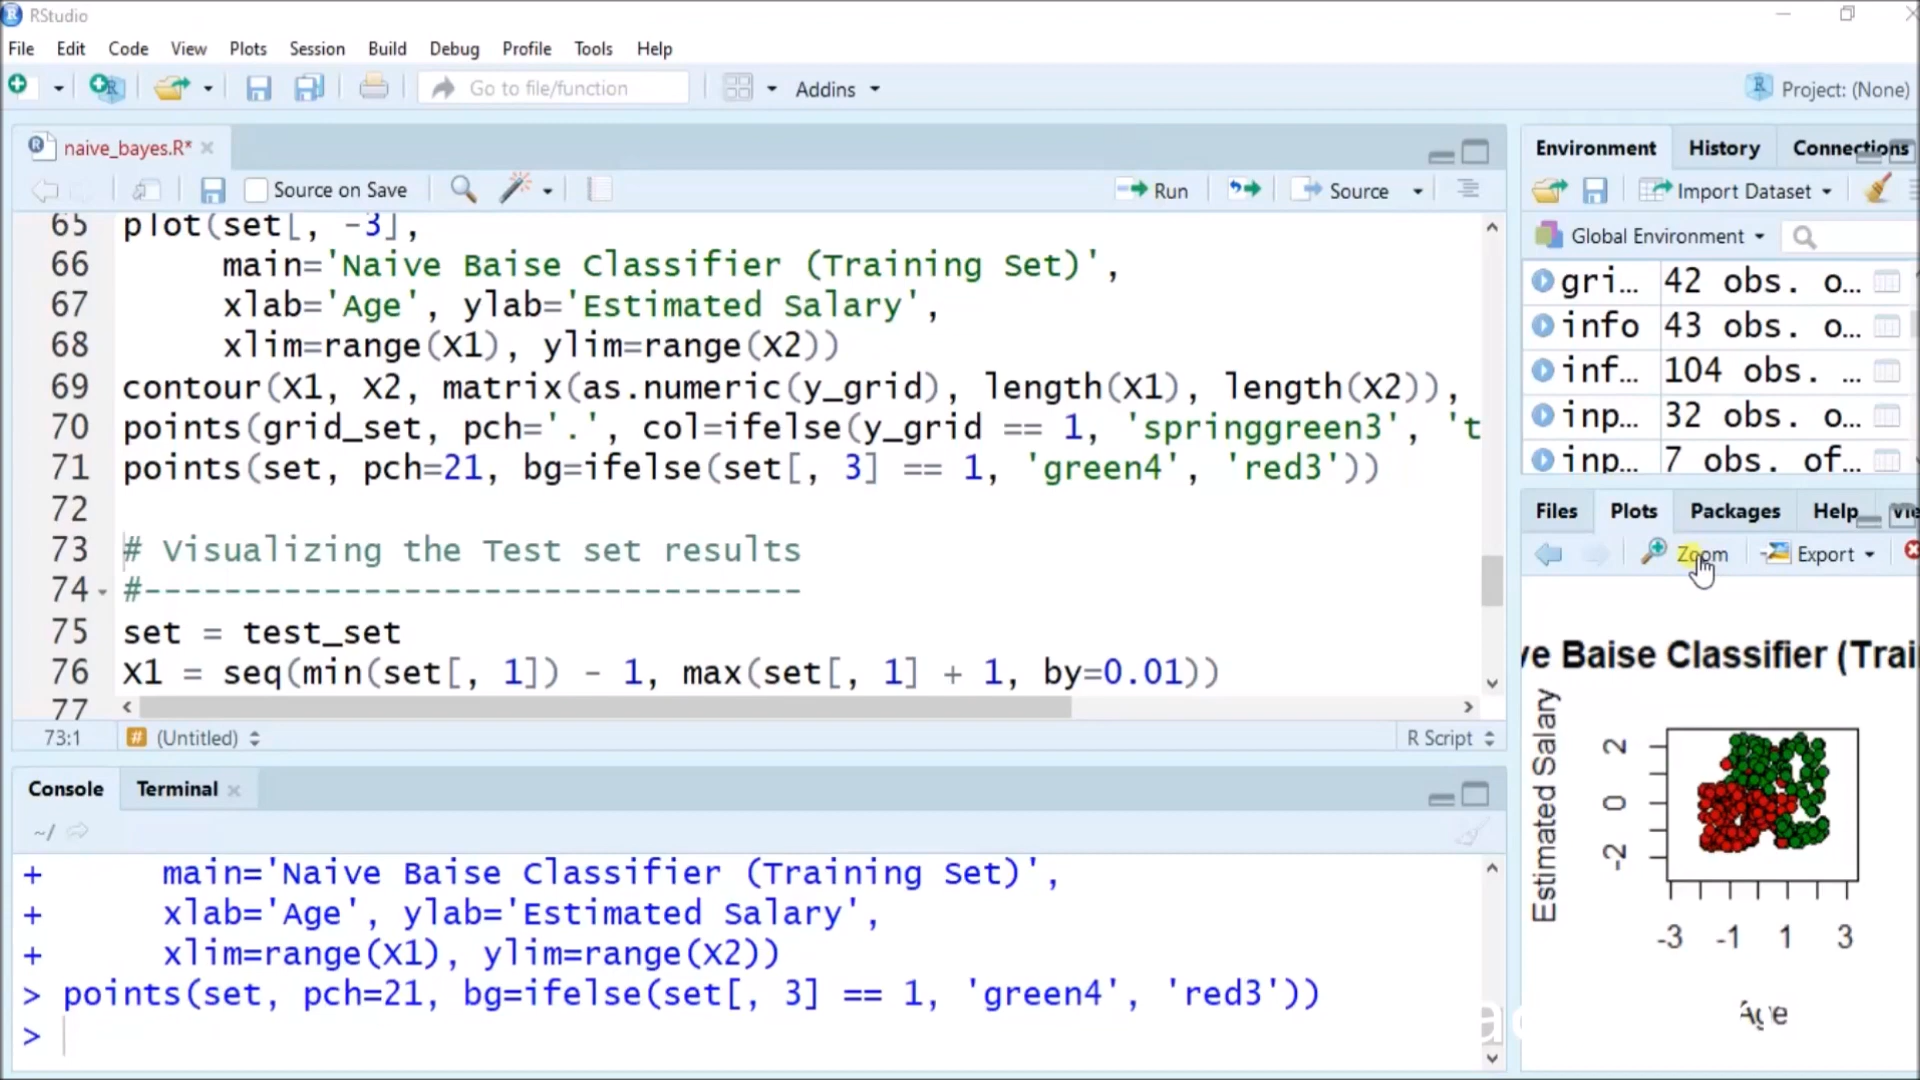 RStudio
File Edit Code View Plots Session Build Debug Profile Tools Help
Go to file/function Addins Project: (None)
naive_bayes.R*
Source on Save Run Source
65 plot(set[, -3],
66 main='Naive Baise Classifier (Training Set)',
67 xlab='Age', ylab='Estimated Salary',
68 xlim=range(X1), ylim=range(X2))
69 contour(X1, X2, matrix(as.numeric(y_grid), length(X1), length(X2)),
70 points(grid_set, pch='.', col=ifelse(y_grid == 1, 'springgreen3', 't
71 points(set, pch=21, bg=ifelse(set[, 3] == 1, 'green4', 'red3'))
72
73 # Visualizing the Test set results
74 #---------------------------------
75 set = test_set
76 X1 = seq(min(set[, 1]) - 1, max(set[, 1] + 1, by=0.01))
77
73:1 # (Untitled) R Script
Console Terminal
~/
+ main='Naive Baise Classifier (Training Set)',
+ xlab='Age', ylab='Estimated Salary',
+ xlim=range(X1), ylim=range(X2))
> points(set, pch=21, bg=ifelse(set[, 3] == 1, 'green4', 'red3'))
>
Environment History Connections
Import Dataset
Global Environment
gri… 42 obs. o…
info 43 obs. o…
inf… 104 obs. …
inp… 32 obs. o…
inp… 7 obs. of…
Files Plots Packages Help Vie
Zoom Export
ve Baise Classifier (Trai
Estimated Salary
2
0
-2
-3 -1 1 3
Age